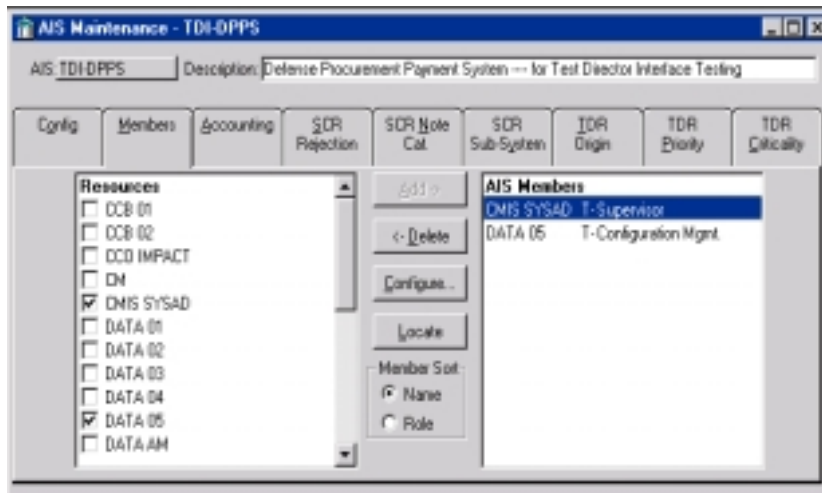 AIS Maintenance - TDI-DPPS
AIS: TDI-DPPS Description: Defense Procurement Payment System --- for Test Director Interface Testing
Config Members Accounting SCR Rejection SCR Note Cat. SCR Sub-System TDR Origin TDR Priority TDR Criticality
Resources
CCB 01
CCB 02
CCD IMPACT
CM
CMIS SYSAD
DATA 01
DATA 02
DATA 03
DATA 04
DATA 05
DATA AM
Add ->
<- Delete
Configure...
Locate
Member Sort
Name
Role
AIS Members
CMIS SYSAD T-Supervisor
DATA 05 T-Configuration Mgmt.